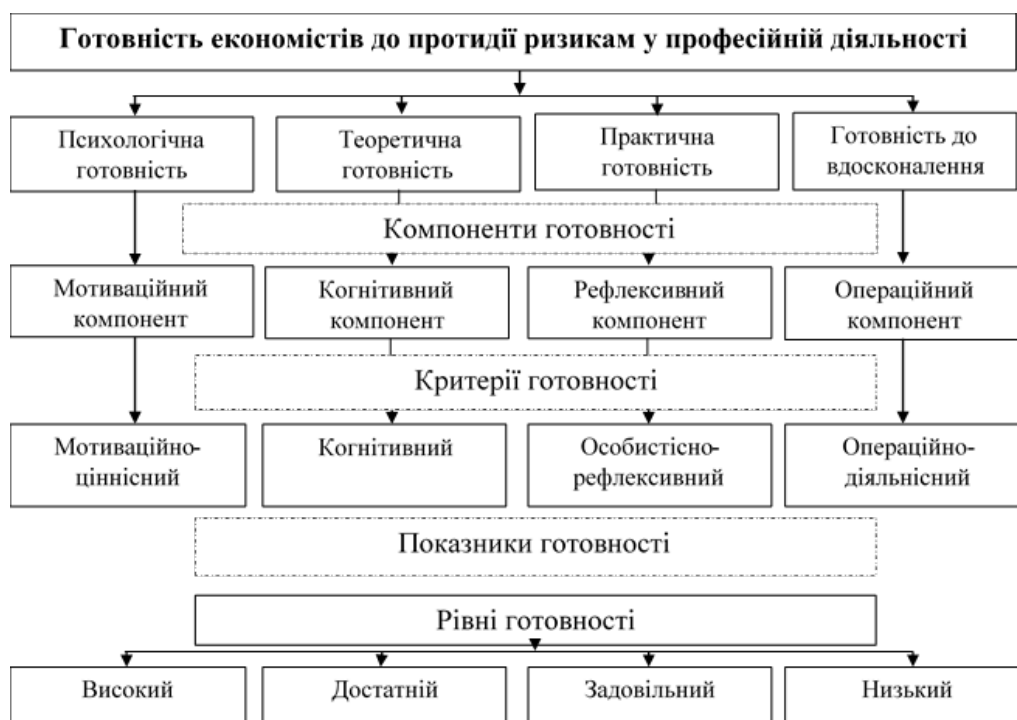 Готовність економістів до протидії ризикам у професійній діяльності
Психологічна
готовність
Теоретична
готовність
Практична
готовність
Готовність до
вдосконалення
Компоненти готовності
Мотиваційний
компонент
Когнітивний
компонент
Рефлексивний
компонент
Операційний
компонент
Критерії готовності
Мотиваційно-
ціннісний
Когнітивний
Особистісно-
рефлексивний
Операційно-
діяльнісний
Показники готовності
Рівні готовності
Високий
Достатній
Задовільний
Низький